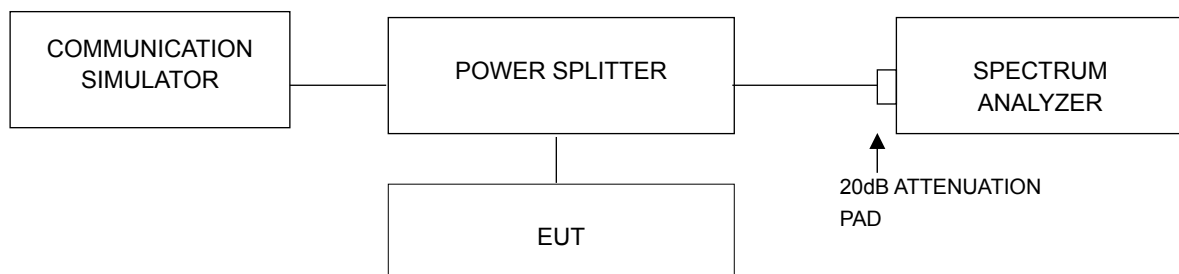 COMMUNICATION
SIMULATOR
POWER SPLITTER
SPECTRUM
ANALYZER
20dB ATTENUATION
PAD
EUT